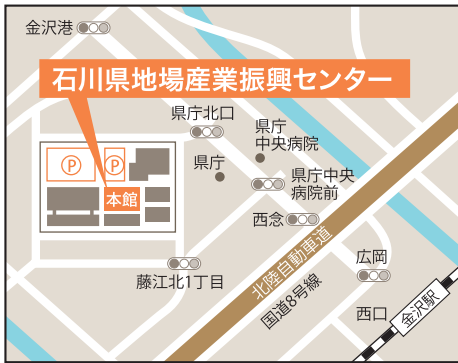 金沢港
石川県地場産業振興センター
県庁北口
県庁
中央病院
P
P
県庁
県庁中央
病院前
本館
西念
北陸自動車道
広岡
藤江北1丁目
国道8号線
西口
金沢駅